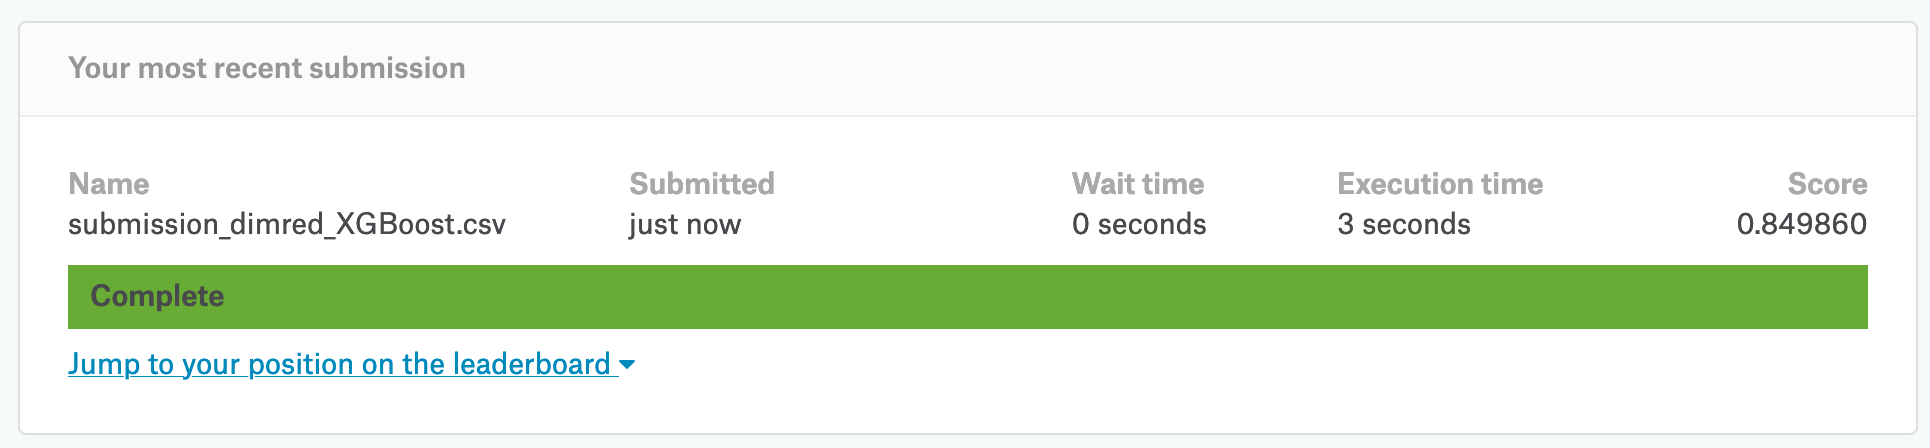 Your most recent submission
Name Submitted Wait time Execution time Score
submission_dimred_XGBoost.csv just now 0 seconds 3 seconds 0.849860
Complete
Jump to your position on the leaderboard